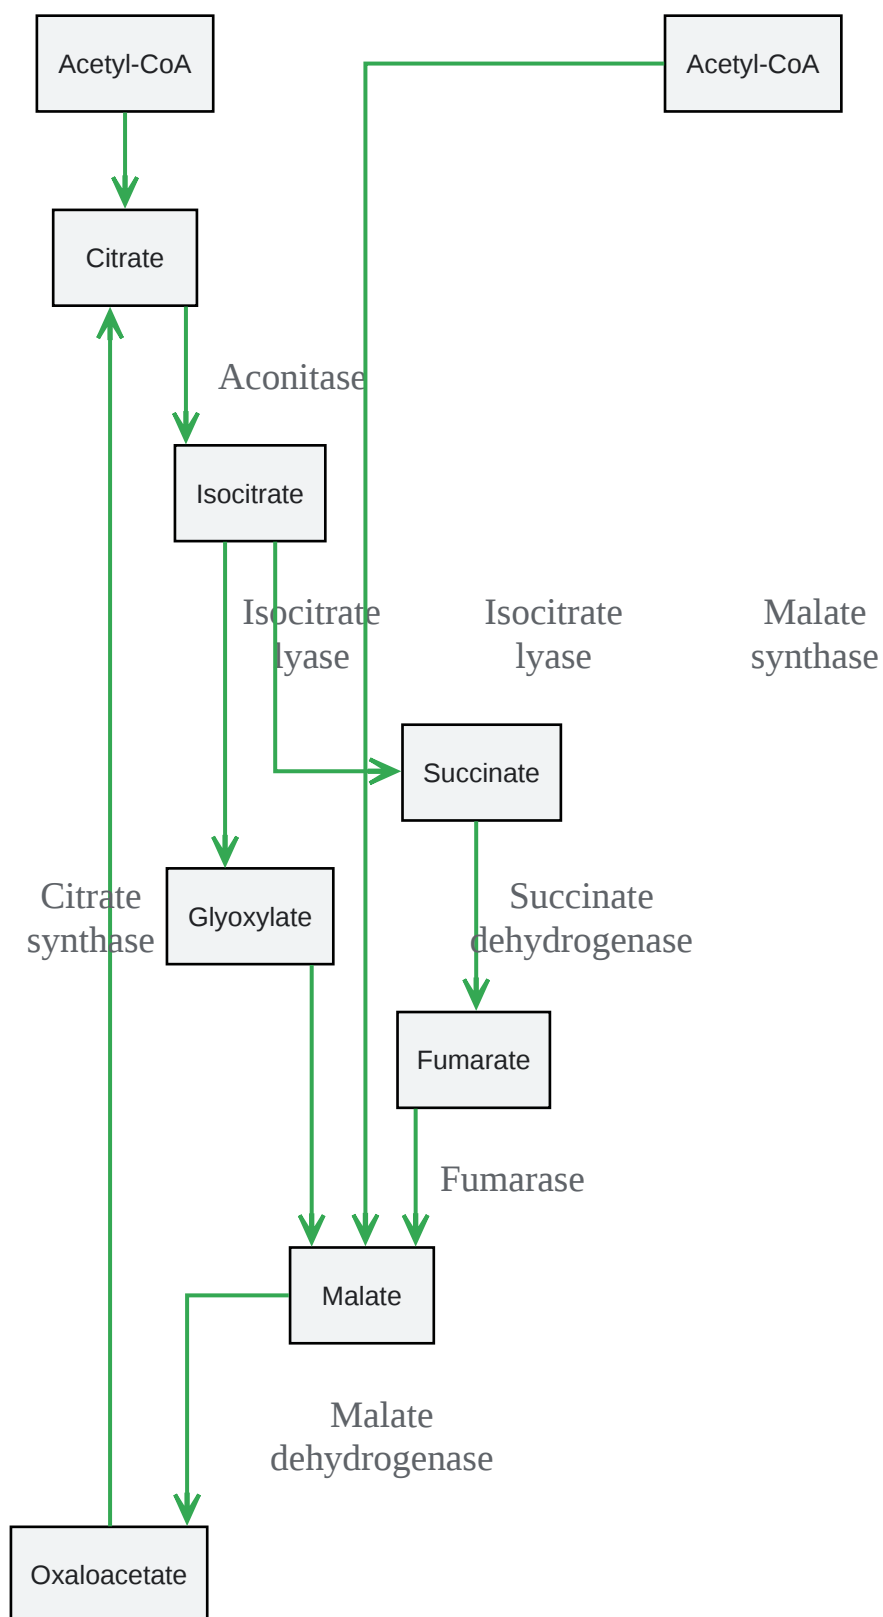 Acetyl-CoA
Acetyl-CoA
Citrate
Aconitase
Isocitrate
Isocitrate
lyase
Isocitrate
lyase
Malate
synthase
Succinate
Citrate
synthase
Glyoxylate
Succinate
dehydrogenase
Fumarate
Fumarase
Malate
Malate
dehydrogenase
Oxaloacetate